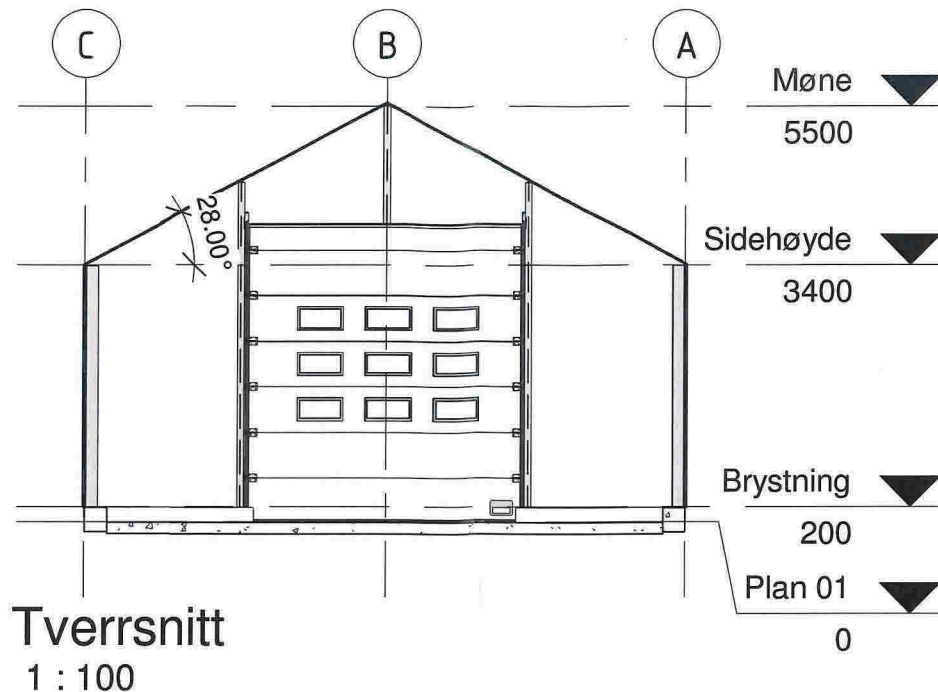 C B A
Møne
5500
28.00°
Sidehøyde
3400
Brystning
200
Plan 01
0
Tverrsnitt
1 : 100